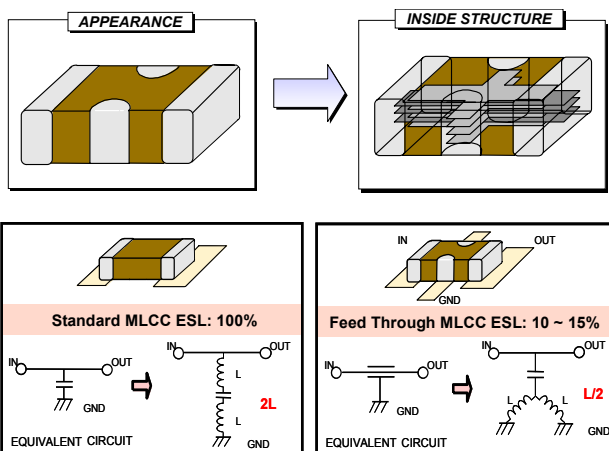 APPEARANCE
INSIDE STRUCTURE
Standard MLCC ESL: 100%
IN
OUT
GND
IN
OUT
L
2L
L
GND
EQUIVALENT CIRCUIT
IN
OUT
GND
Feed Through MLCC ESL: 10 ~ 15%
IN
OUT
GND
IN
OUT
L
L
L/2
GND
EQUIVALENT CIRCUIT